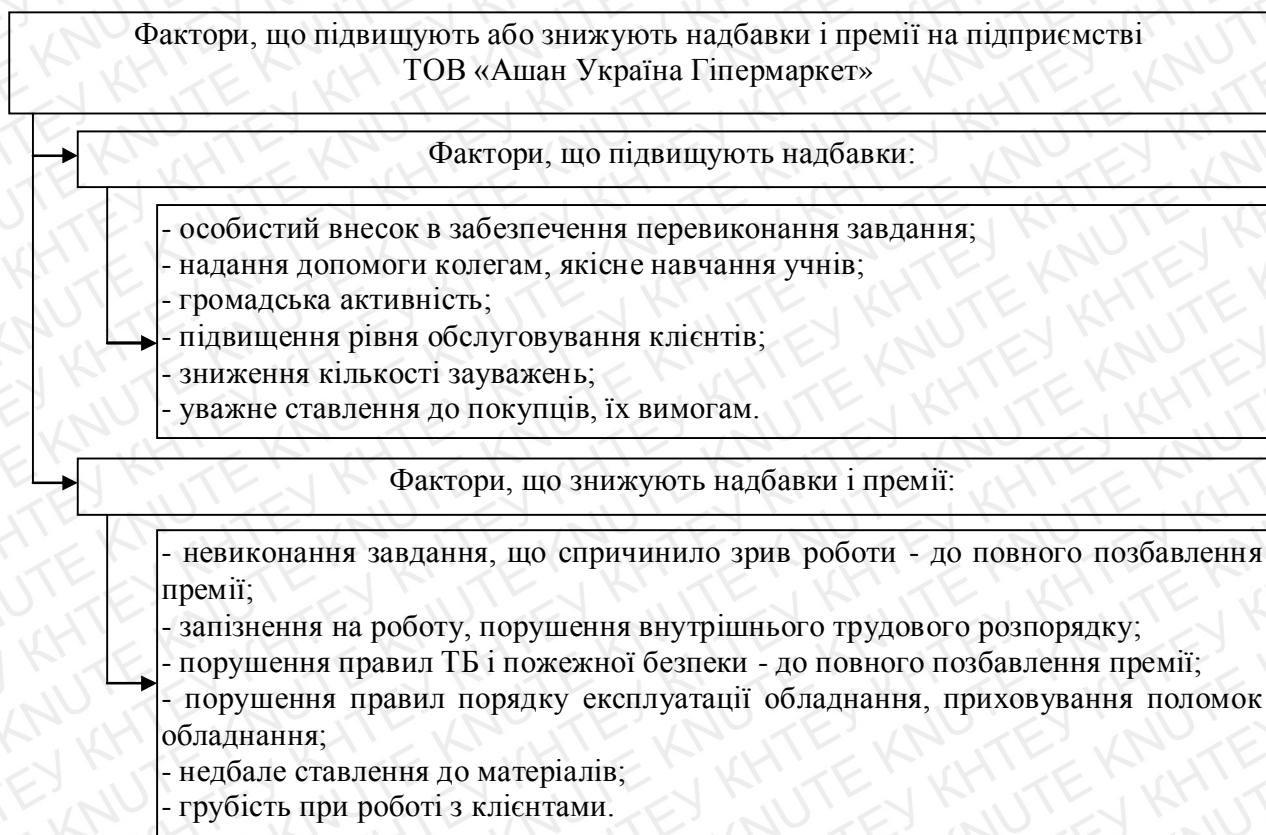 Фактори, що підвищують або знижують надбавки і премії на підприємстві
ТОВ «Ашан Україна Гіпермаркет»
Фактори, що підвищують надбавки:
- особистий внесок в забезпечення перевиконання завдання;
- надання допомоги колегам, якісне навчання учнів;
- громадська активність;
- підвищення рівня обслуговування клієнтів;
- зниження кількості зауважень;
- уважне ставлення до покупців, їх вимогам.
Фактори, що знижують надбавки і премії:
- невиконання завдання, що спричинило зрив роботи - до повного позбавлення
премії;
- запізнення на роботу, порушення внутрішнього трудового розпорядку;
- порушення правил ТБ і пожежної безпеки - до повного позбавлення премії;
- порушення правил порядку експлуатації обладнання, приховування поломок
обладнання;
- недбале ставлення до матеріалів;
- грубість при роботі з клієнтами.